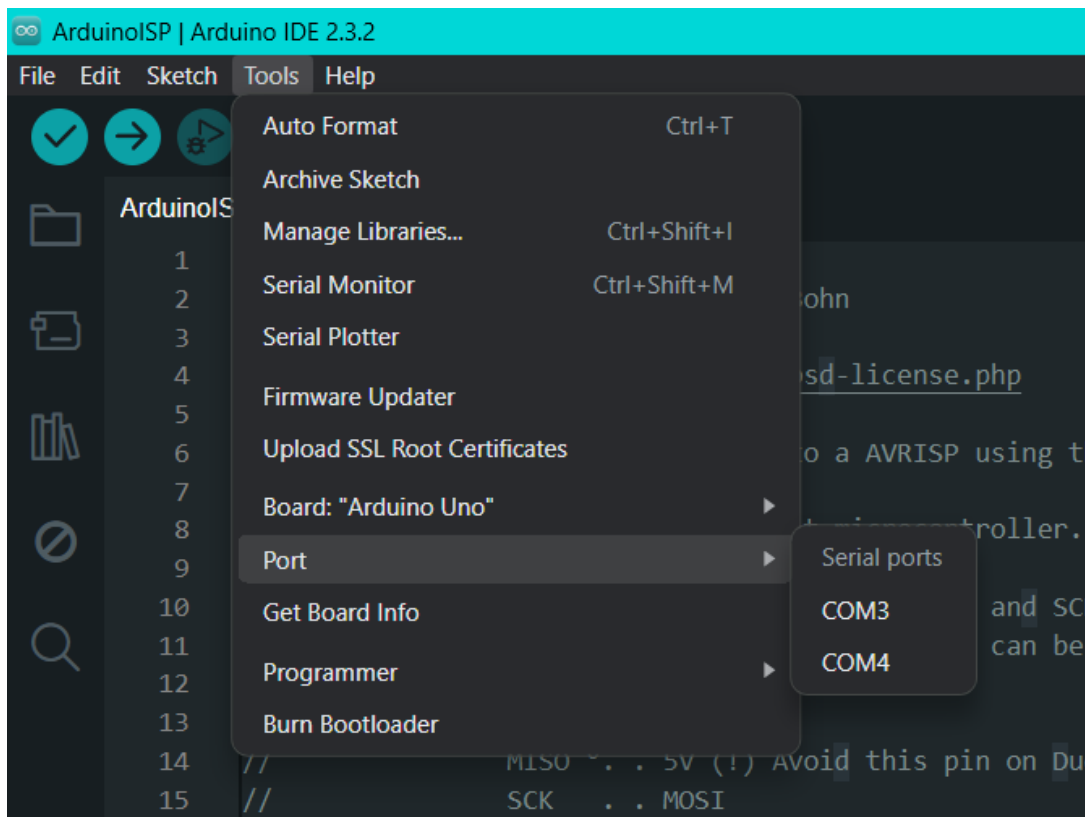 ArduinoISP | Arduino IDE 2.3.2
File Edit Sketch Tools Help
Auto Format Ctrl+T
Archive Sketch
Manage Libraries... Ctrl+Shift+I
Serial Monitor Ctrl+Shift+M
Serial Plotter
Firmware Updater
Upload SSL Root Certificates
Board: "Arduino Uno"
Port
Get Board Info
Programmer
Burn Bootloader
Serial ports
COM3
COM4
ArduinoIS
1
2 sohn
3
4 sd-license.php
5
6 o a AVRISP using t
7
8 roller.
9
10 and SC
11 can be
12
13
14 // MISO °. . 5V (!) Avoid this pin on Du
15 // SCK . . MOSI